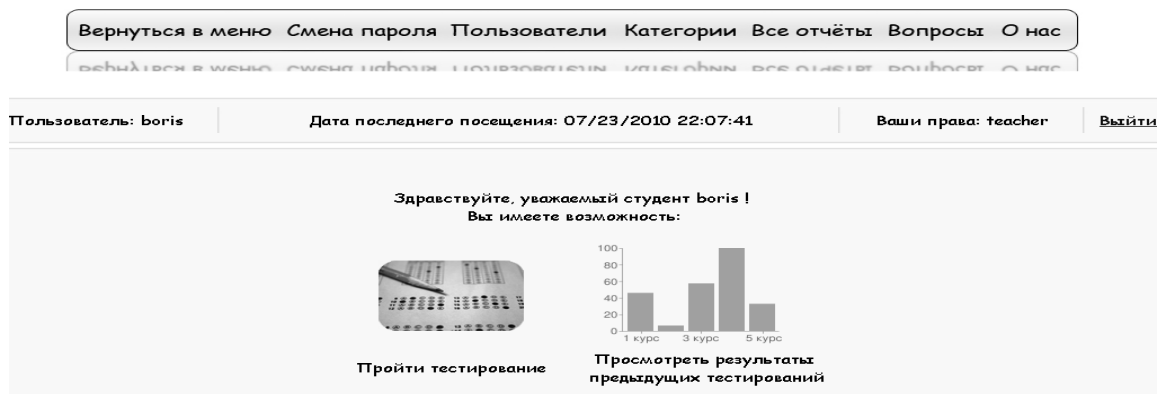 Вернуться в меню Смена пароля Пользователи Категории Все отчёты Вопросы О нас
Пользователь: boris Дата последнего посещения: 07/23/2010 22:07:41 Ваши права: teacher Выйти
Здравствуйте, уважаемый студент boris !
Вы имеете возможность:
100
80
60
40
20
0
1 курс 3 курс 5 курс
Пройти тестирование
Просмотреть результаты
предыдущих тестирований